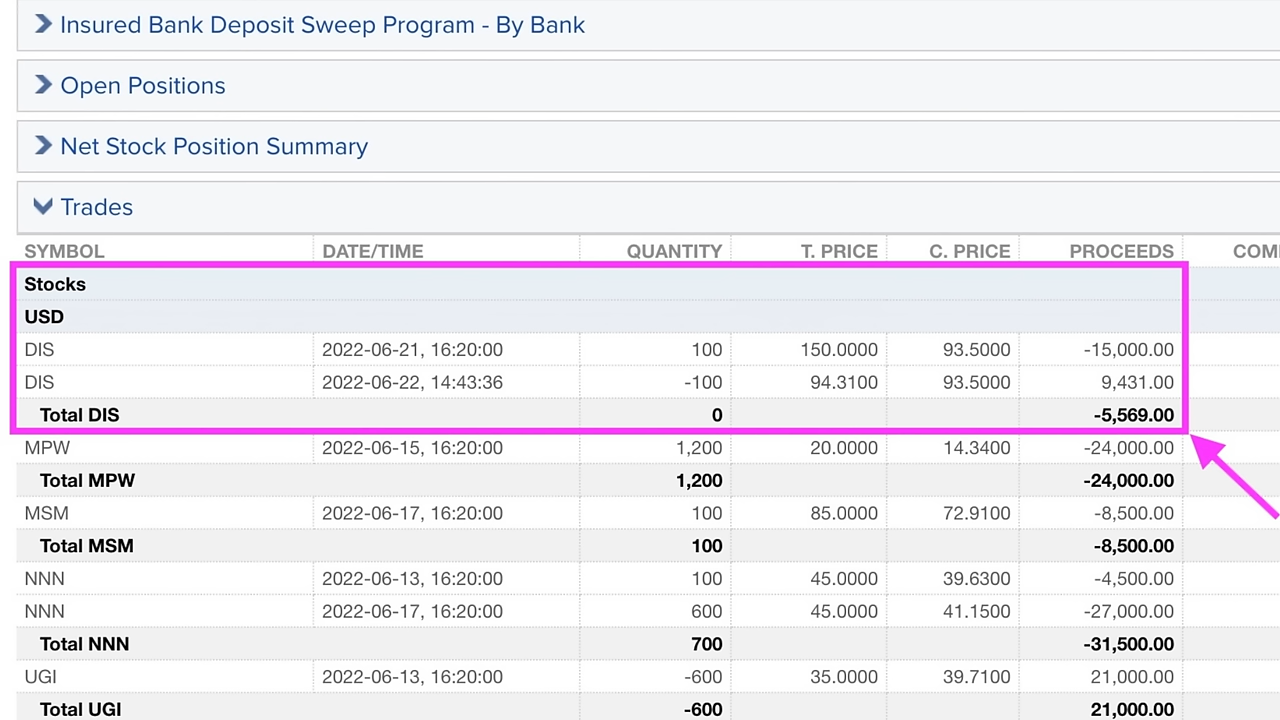 Insured Bank Deposit Sweep Program - By Bank
Open Positions
Net Stock Position Summary
Trades
SYMBOL DATE/TIME QUANTITY T. PRICE C. PRICE PROCEEDS COM
Stocks
USD
DIS 2022-06-21, 16:20:00 100 150.0000 93.5000 -15,000.00
DIS 2022-06-22, 14:43:36 -100 94.3100 93.5000 9,431.00
Total DIS 0 -5,569.00
MPW 2022-06-15, 16:20:00 1,200 20.0000 14.3400 -24,000.00
Total MPW 1,200 -24,000.00
MSM 2022-06-17, 16:20:00 100 85.0000 72.9100 -8,500.00
Total MSM 100 -8,500.00
NNN 2022-06-13, 16:20:00 100 45.0000 39.6300 -4,500.00
NNN 2022-06-17, 16:20:00 600 45.0000 41.1500 -27,000.00
Total NNN 700 -31,500.00
UGI 2022-06-13, 16:20:00 -600 35.0000 39.7100 21,000.00
Total UGI -600 21,000.00